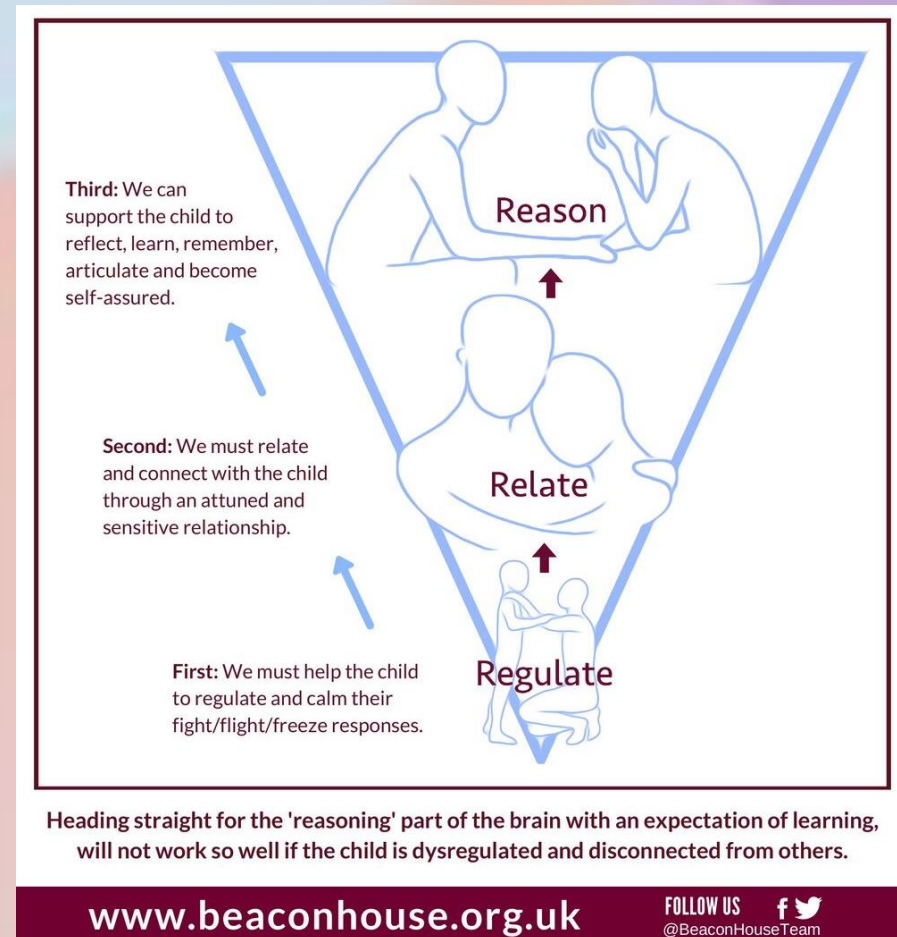 Third: We can
support the child to
reflect, learn, remember,
articulate and become
self-assured.
Reason
Second: We must relate
and connect with the child
through an attuned and
sensitive relationship.
Relate
First: We must help the child
to regulate and calm their
fight/flight/freeze responses.
Regulate
Heading straight for the 'reasoning' part of the brain with an expectation of learning,
will not work so well if the child is dysregulated and disconnected from others.
www.beaconhouse.org.uk
FOLLOW US
@BeaconHouseTeam